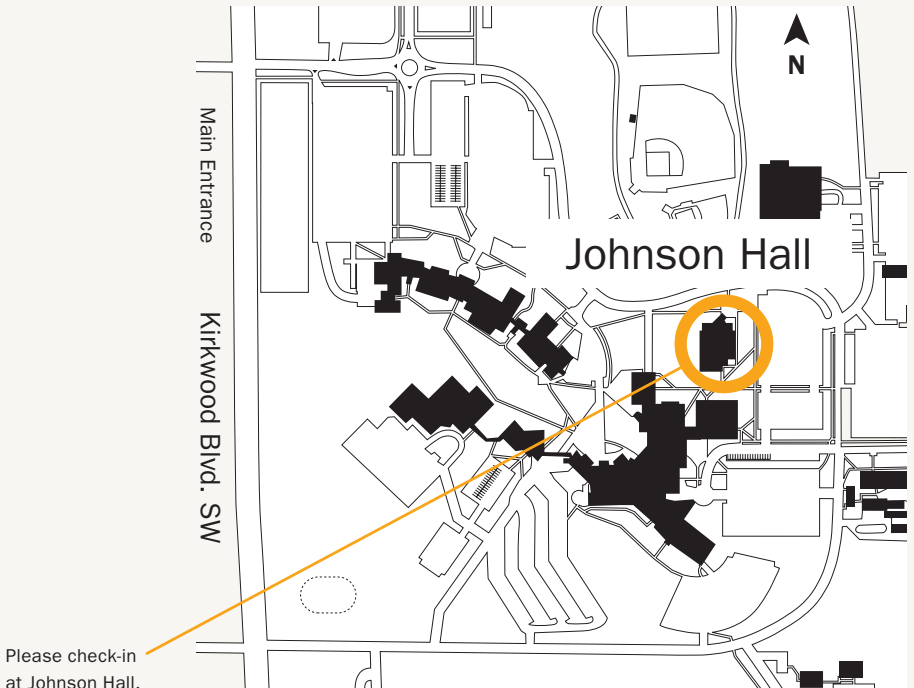 N
Main Entrance
Johnson Hall
Kirkwood Blvd. SW
Please check-in
at Johnson Hall.